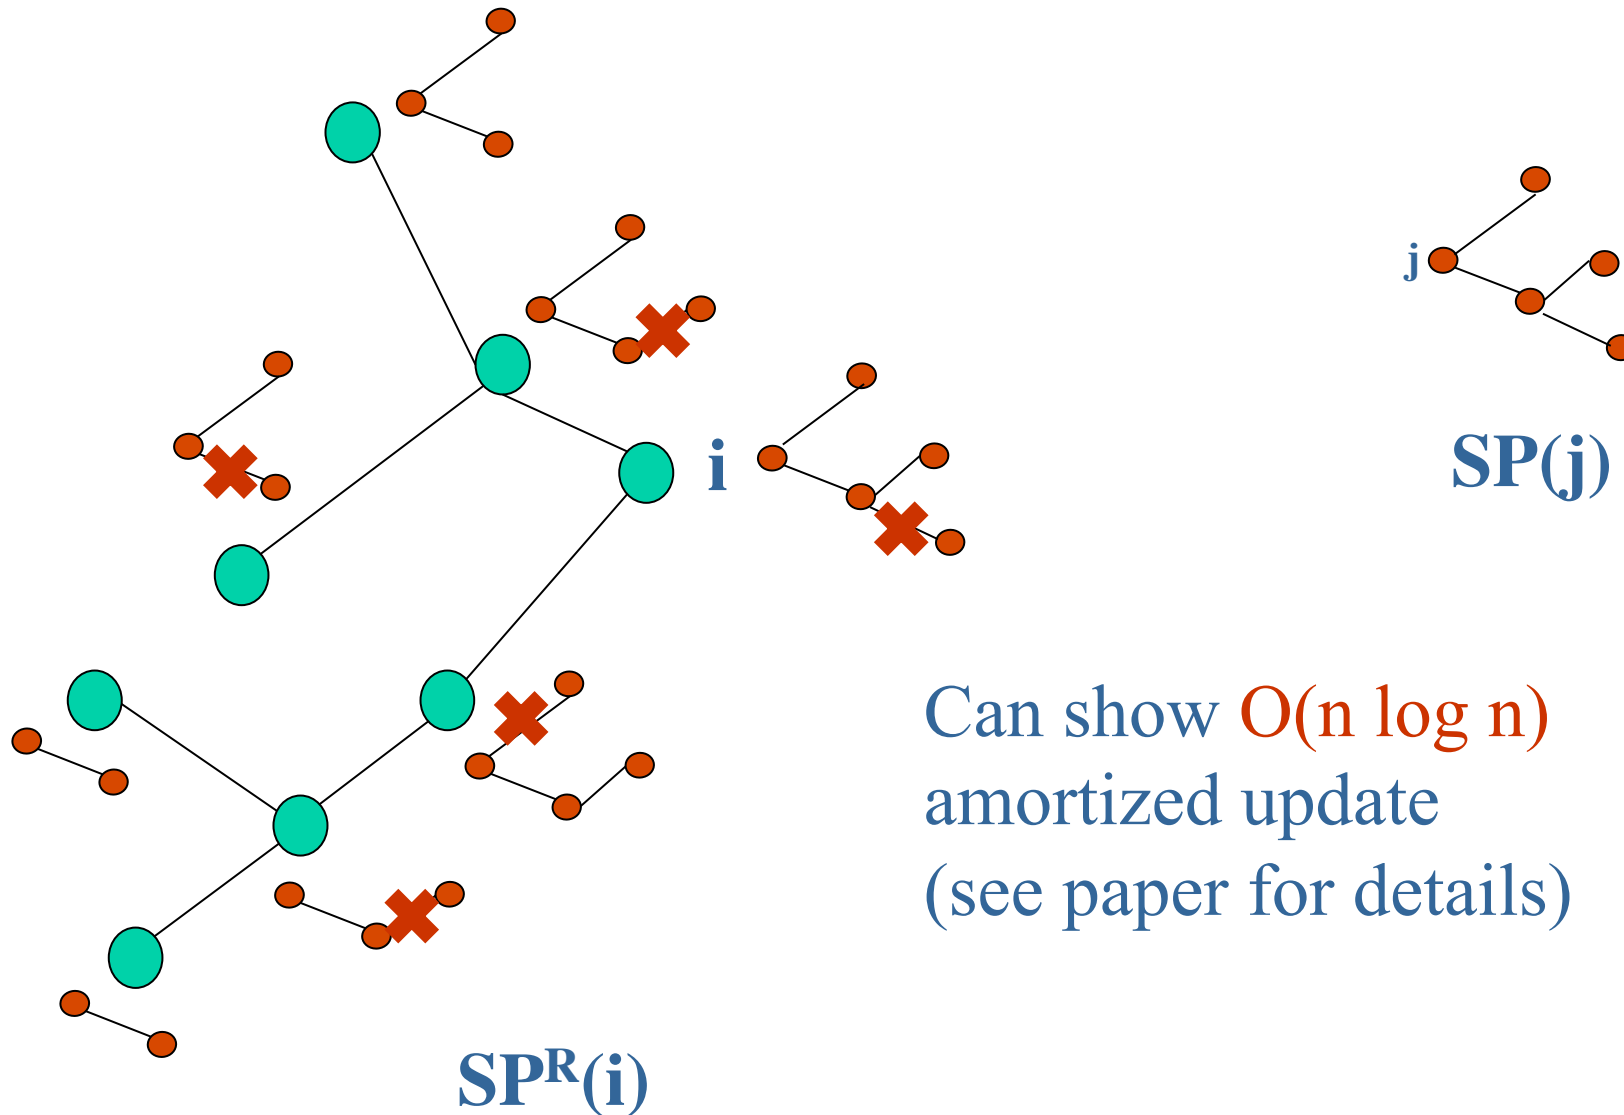 j
i
SP(j)
Can show O(n log n)
amortized update
(see paper for details)
SPᴿ(i)